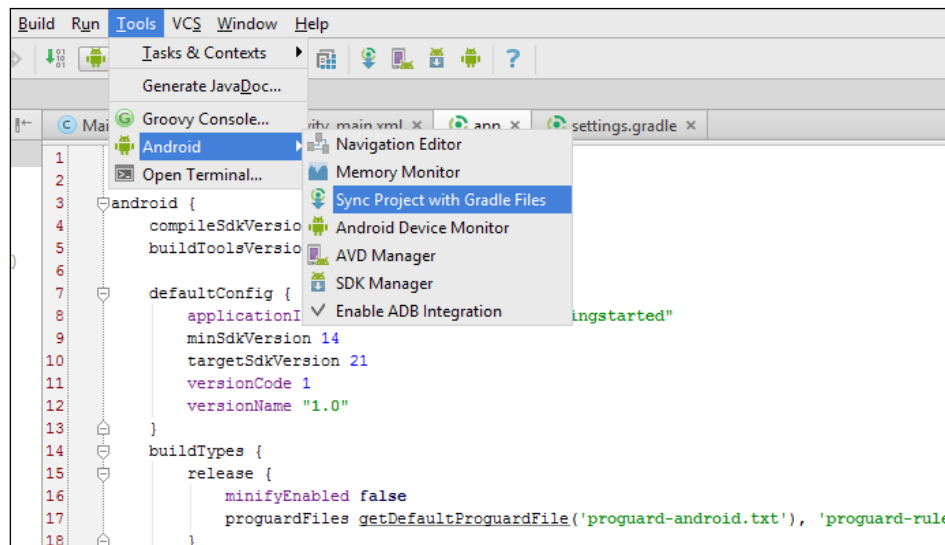 Build Run Tools VCS Window Help
Tasks & Contexts
Generate JavaDoc...
Groovy Console...
Android
Open Terminal...
Navigation Editor
Memory Monitor
Sync Project with Gradle Files
Android Device Monitor
AVD Manager
SDK Manager
Enable ADB Integration
C Mai ivity_main.xml × app × settings.gradle ×
1
2
3 android {
4 compileSdkVersio
5 buildToolsVersio
6
7 defaultConfig {
8 applicationI ingstarted"
9 minSdkVersion 14
10 targetSdkVersion 21
11 versionCode 1
12 versionName "1.0"
13 }
14 buildTypes {
15 release {
16 minifyEnabled false
17 proguardFiles getDefaultProguardFile('proguard-android.txt'), 'proguard-rule
18 }